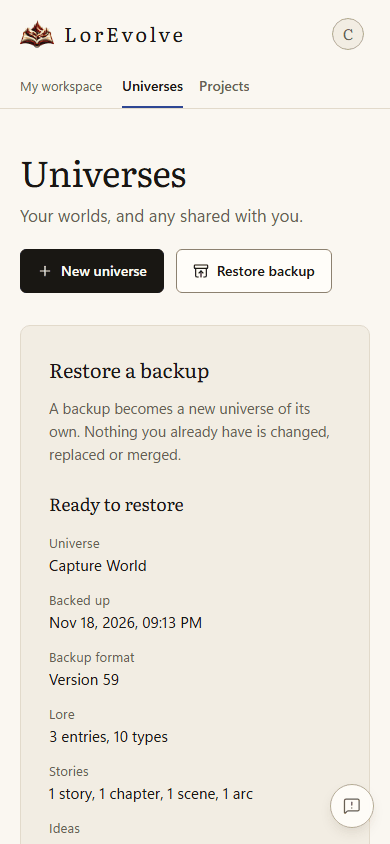 LorEvolve
C
My workspace
Universes
Projects
Universes
Your worlds, and any shared with you.
New universe
Restore backup
Restore a backup
A backup becomes a new universe of its
own. Nothing you already have is changed,
replaced or merged.
Ready to restore
Universe
Capture World
Backed up
Nov 18, 2026, 09:13 PM
Backup format
Version 59
Lore
3 entries, 10 types
Stories
1 story, 1 chapter, 1 scene, 1 arc
Ideas